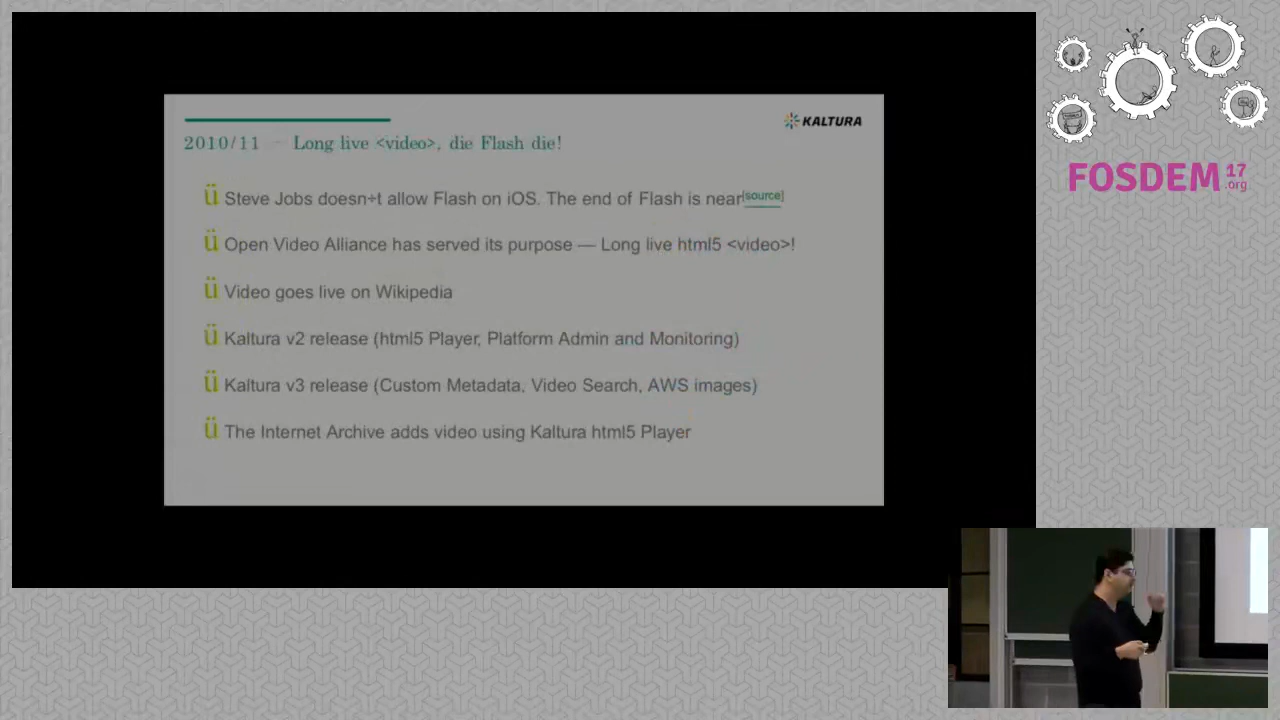 KALTURA
2010/11 – Long live <video>, die Flash die!
ü Steve Jobs doesn÷t allow Flash on iOS. The end of Flash is near[source]
ü Open Video Alliance has served its purpose — Long live html5 <video>!
ü Video goes live on Wikipedia
ü Kaltura v2 release (html5 Player, Platform Admin and Monitoring)
ü Kaltura v3 release (Custom Metadata, Video Search, AWS images)
ü The Internet Archive adds video using Kaltura html5 Player
FOSDEM 17
.org